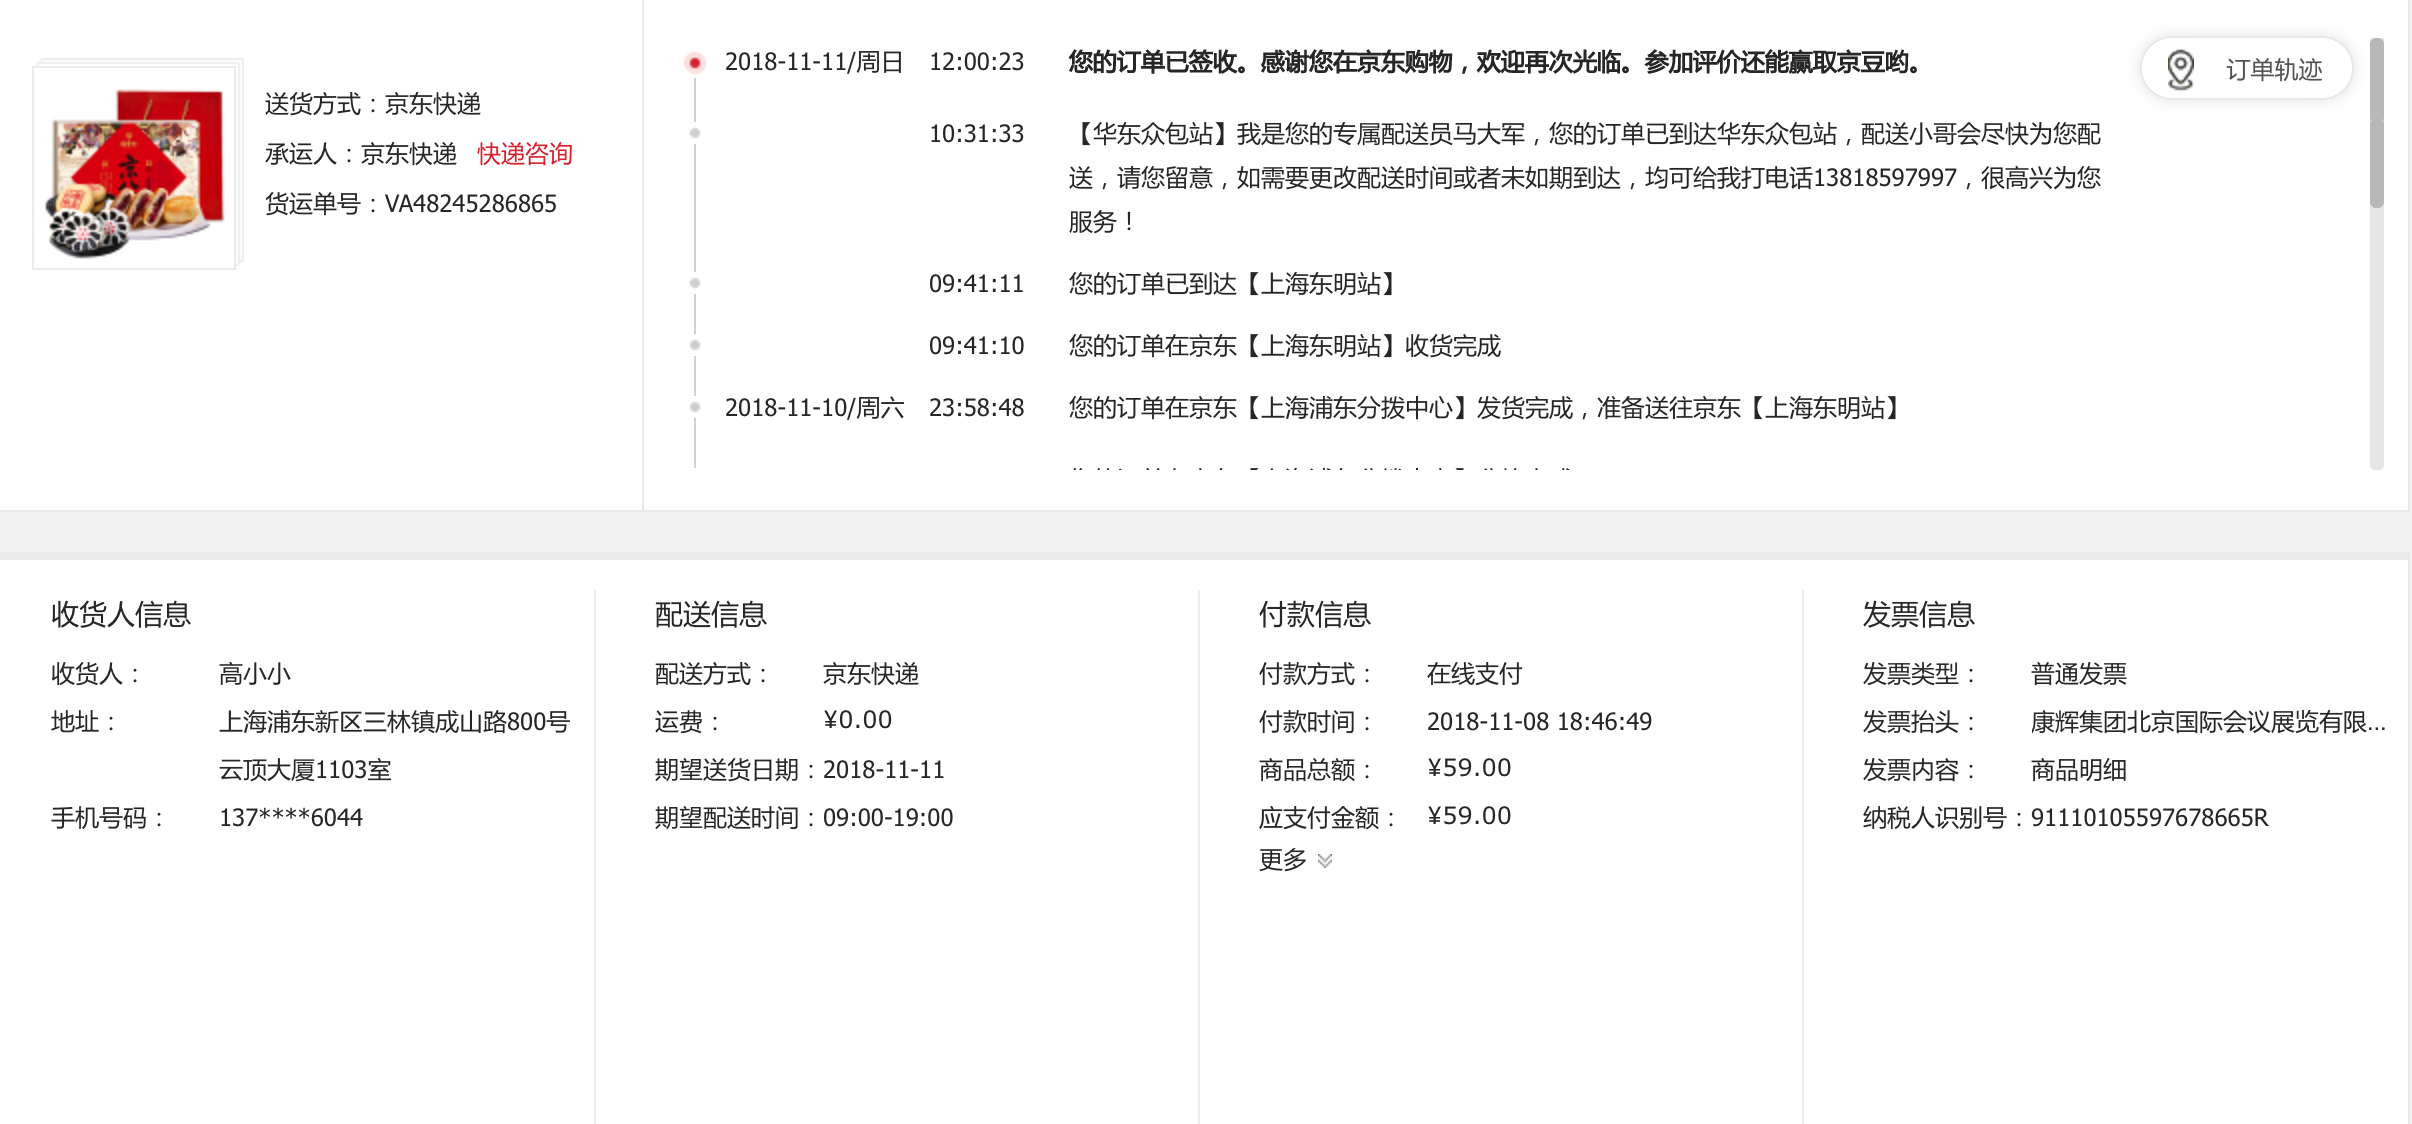 送货方式：京东快递
承运人：京东快递 快递咨询
货运单号：VA48245286865
2018-11-11/周日 12:00:23 您的订单已签收。感谢您在京东购物，欢迎再次光临。参加评价还能赢取京豆哟。
订单轨迹
10:31:33 【华东众包站】我是您的专属配送员马大军，您的订单已到达华东众包站，配送小哥会尽快为您配
送，请您留意，如需要更改配送时间或者未如期到达，均可给我打电话13818597997，很高兴为您
服务！
09:41:11 您的订单已到达【上海东明站】
09:41:10 您的订单在京东【上海东明站】收货完成
2018-11-10/周六 23:58:48 您的订单在京东【上海浦东分拨中心】发货完成，准备送往京东【上海东明站】
收货人信息
收货人： 高小小
地址： 上海浦东新区三林镇成山路800号
云顶大厦1103室
手机号码： 137****6044
配送信息
配送方式： 京东快递
运费： ¥0.00
期望送货日期：2018-11-11
期望配送时间：09:00-19:00
付款信息
付款方式： 在线支付
付款时间： 2018-11-08 18:46:49
商品总额： ¥59.00
应支付金额： ¥59.00
更多
发票信息
发票类型： 普通发票
发票抬头： 康辉集团北京国际会议展览有限...
发票内容： 商品明细
纳税人识别号：91110105597678665R